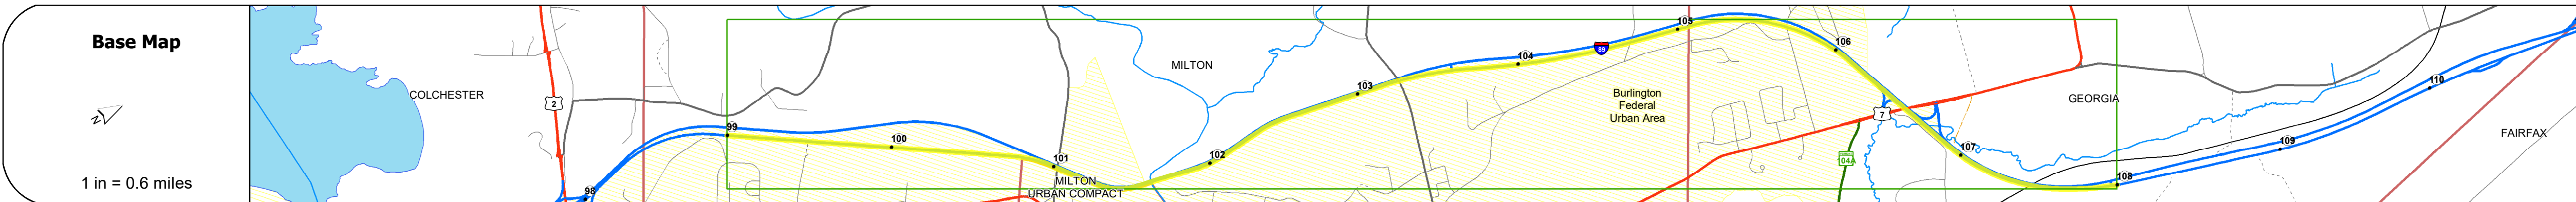 Base Map
N
1 in = 0.6 miles
COLCHESTER
2
98
99
100
101
MILTON
URBAN COMPACT
MILTON
102
103
104
89
105
Burlington
Federal
Urban Area
106
7
104A
107
GEORGIA
108
109
110
FAIRFAX